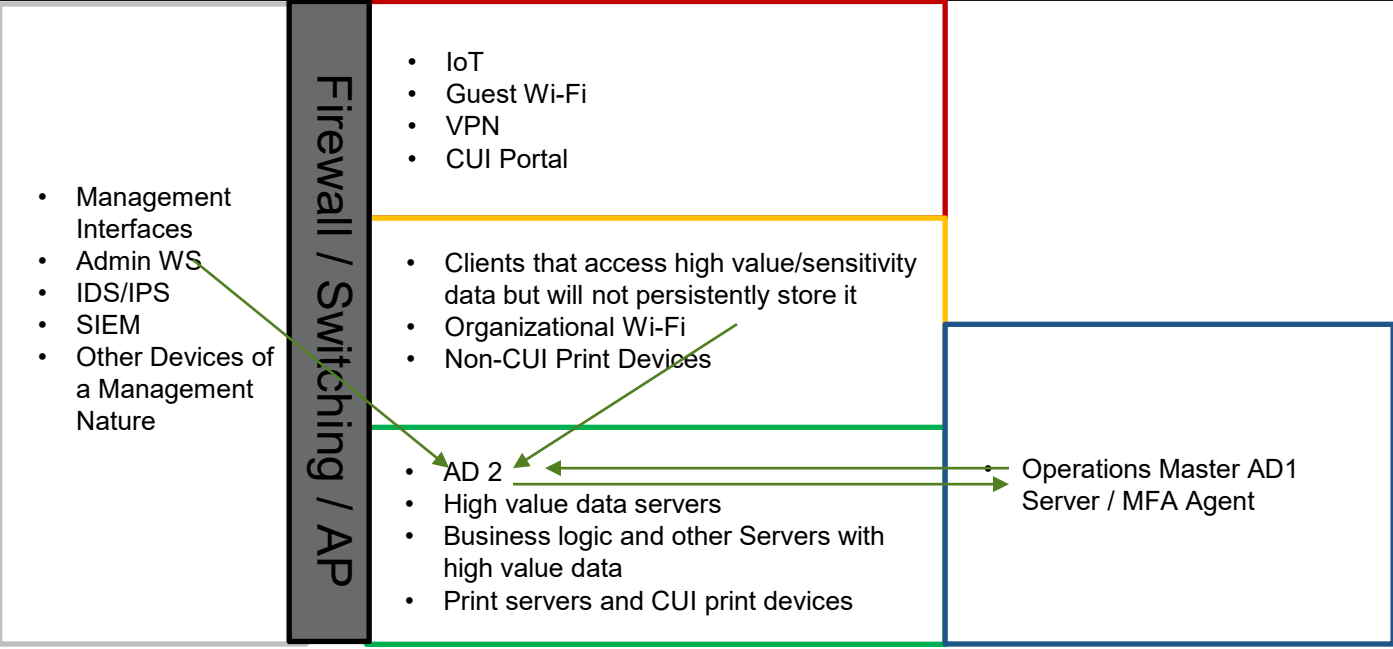 • Management
Interfaces
• Admin WS
• IDS/IPS
• SIEM
• Other Devices of
a Management
Nature
Firewall / Switching / AP
• IoT
• Guest Wi-Fi
• VPN
• CUI Portal
• Clients that access high value/sensitivity
data but will not persistently store it
• Organizational Wi-Fi
• Non-CUI Print Devices
• AD 2
• High value data servers
• Business logic and other Servers with
high value data
• Print servers and CUI print devices
• Operations Master AD1
Server / MFA Agent